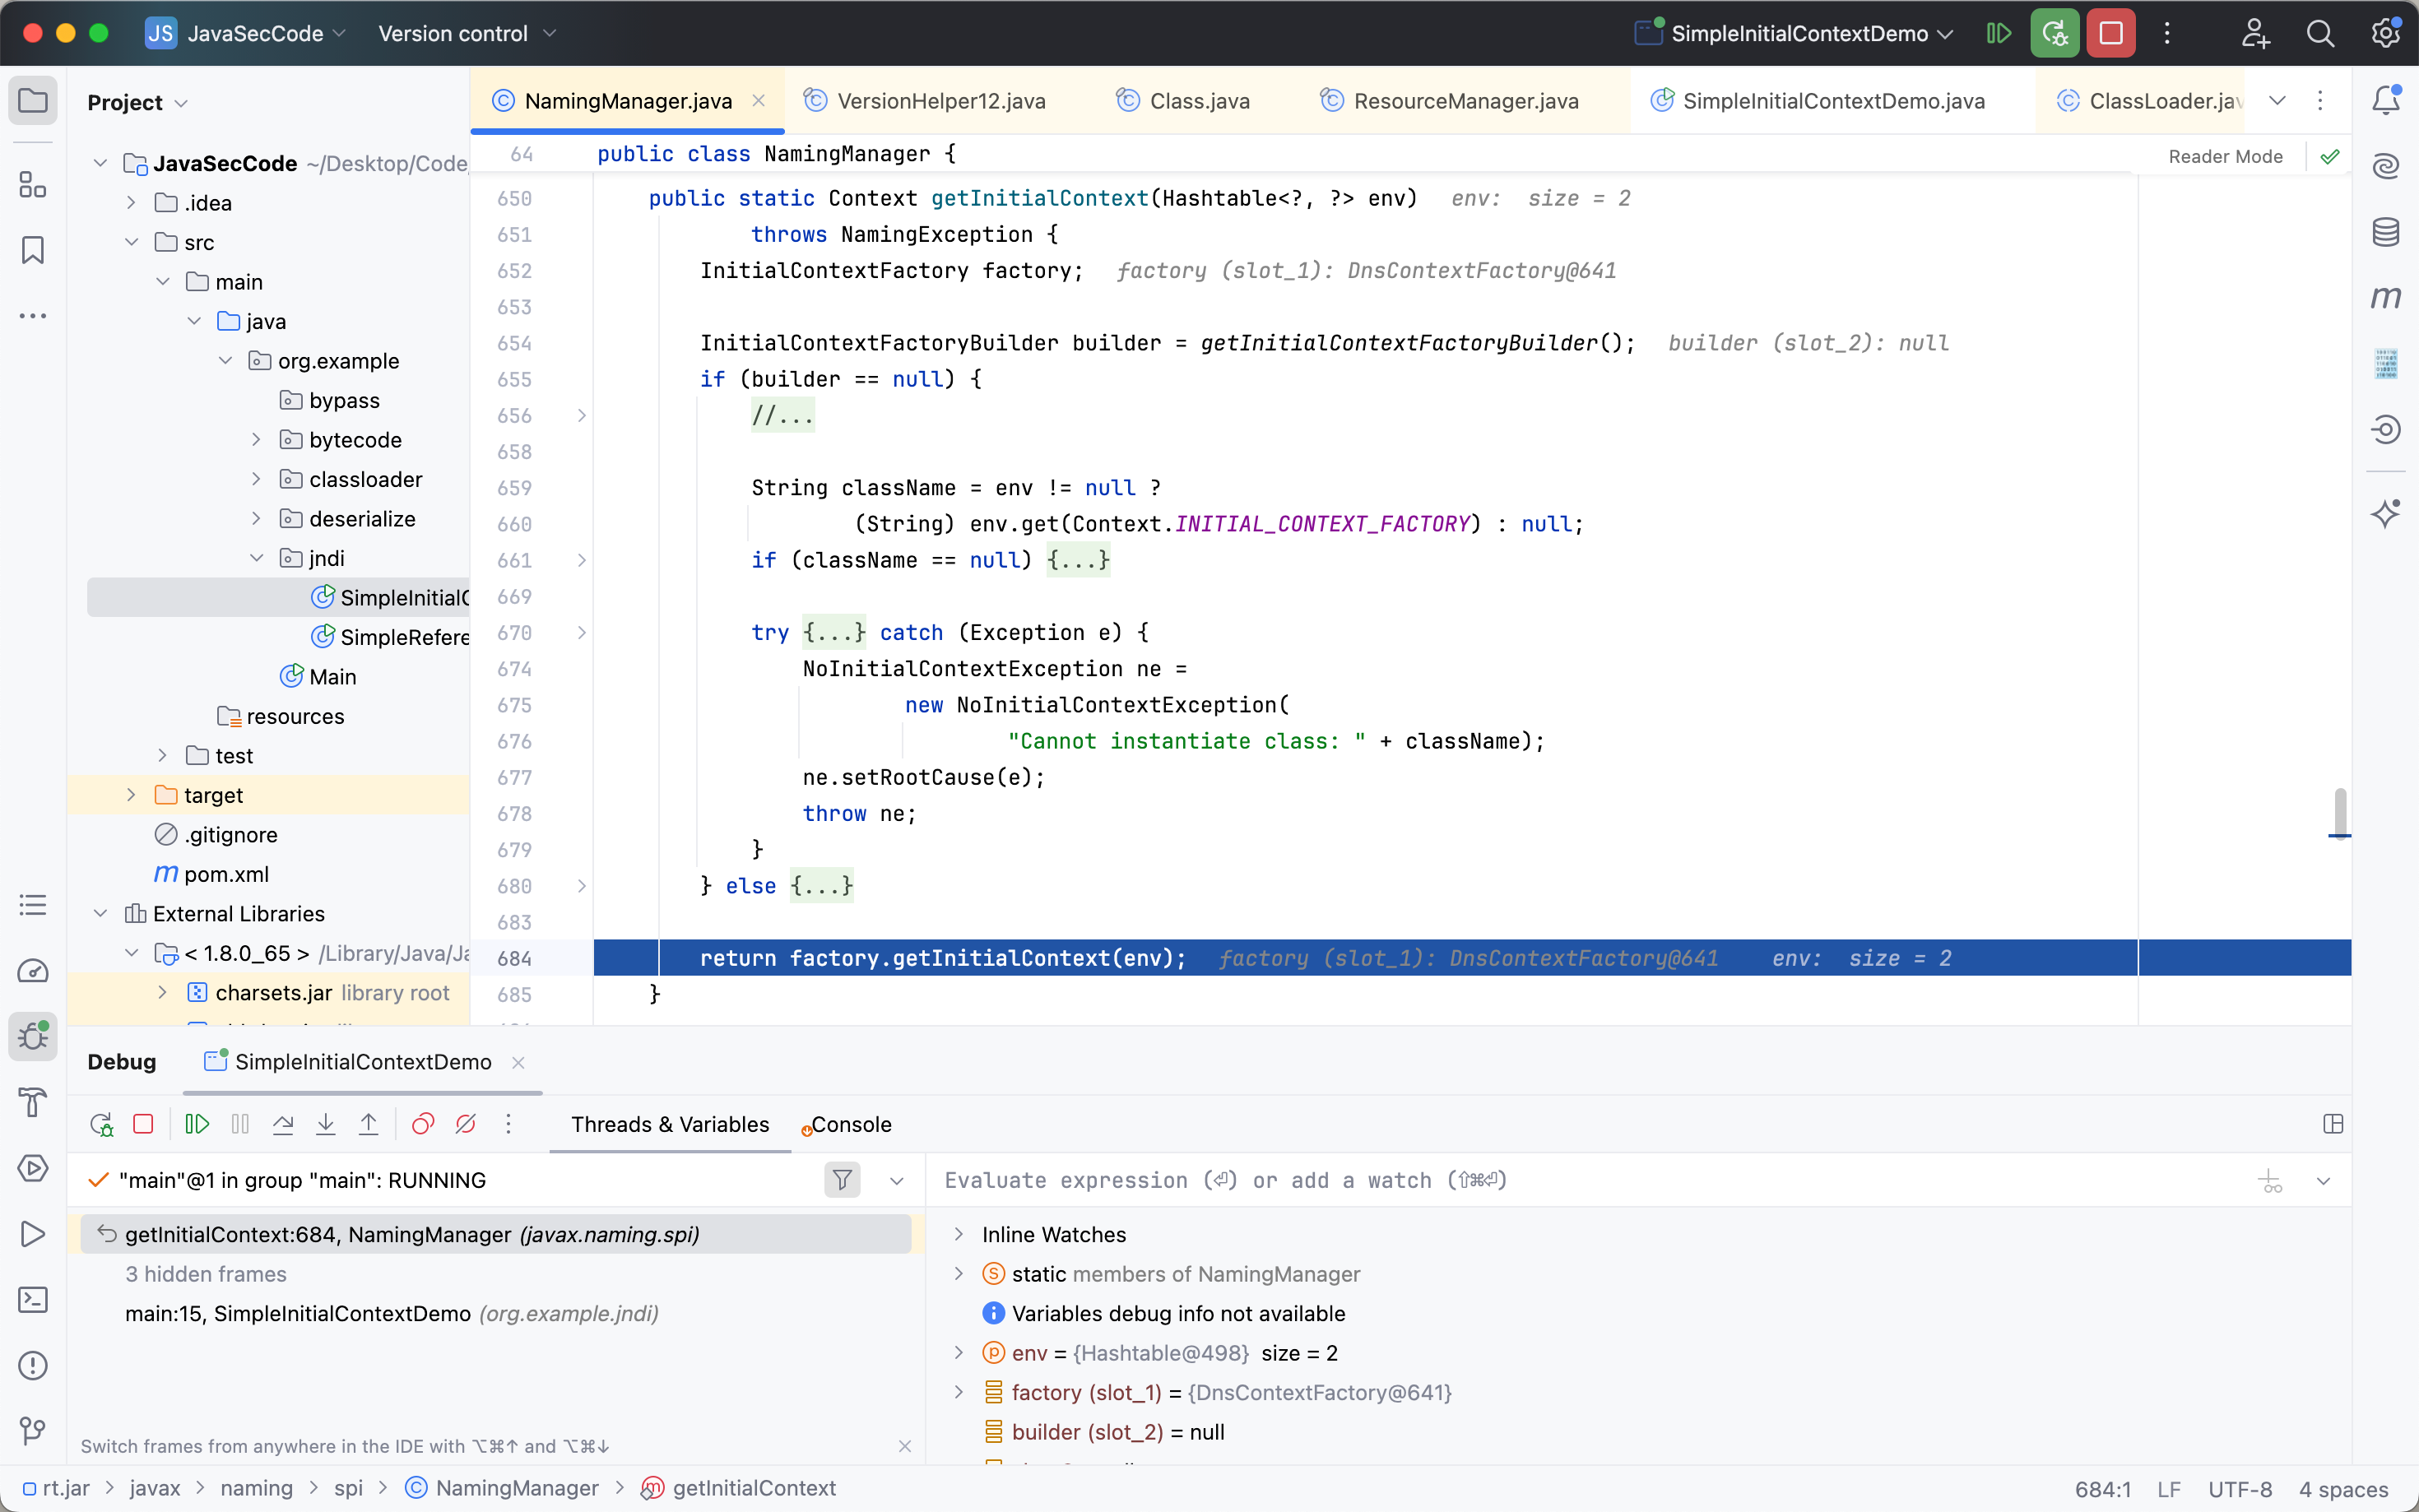 JS JavaSecCode Version control SimpleInitialContextDemo
Project
NamingManager.java VersionHelper12.java Class.java ResourceManager.java SimpleInitialContextDemo.java ClassLoader.jav
JavaSecCode ~/Desktop/Code
.idea
src
main
java
org.example
bypass
bytecode
classloader
deserialize
jndi
SimpleInitialC
SimpleRefere
Main
resources
test
target
.gitignore
pom.xml
External Libraries
< 1.8.0_65 > /Library/Java/Ja
charsets.jar library root
64 public class NamingManager {
Reader Mode
650 public static Context getInitialContext(Hashtable<?, ?> env) env: size = 2
651 throws NamingException {
652 InitialContextFactory factory; factory (slot_1): DnsContextFactory@641
653
654 InitialContextFactoryBuilder builder = getInitialContextFactoryBuilder(); builder (slot_2): null
655 if (builder == null) {
656 //...
658
659 String className = env != null ?
660 (String) env.get(Context.INITIAL_CONTEXT_FACTORY) : null;
661 if (className == null) {...}
669
670 try {...} catch (Exception e) {
674 NoInitialContextException ne =
675 new NoInitialContextException(
676 "Cannot instantiate class: " + className);
677 ne.setRootCause(e);
678 throw ne;
679 }
680 } else {...}
683
684 return factory.getInitialContext(env); factory (slot_1): DnsContextFactory@641 env: size = 2
685 }
Debug SimpleInitialContextDemo
Threads & Variables Console
"main"@1 in group "main": RUNNING
getInitialContext:684, NamingManager (javax.naming.spi)
3 hidden frames
main:15, SimpleInitialContextDemo (org.example.jndi)
Switch frames from anywhere in the IDE with ⌥⌘↑ and ⌥⌘↓
Evaluate expression (⏎) or add a watch (⇧⌘⏎)
Inline Watches
static members of NamingManager
Variables debug info not available
env = {Hashtable@498} size = 2
factory (slot_1) = {DnsContextFactory@641}
builder (slot_2) = null
rt.jar > javax > naming > spi > NamingManager > getInitialContext
684:1 LF UTF-8 4 spaces